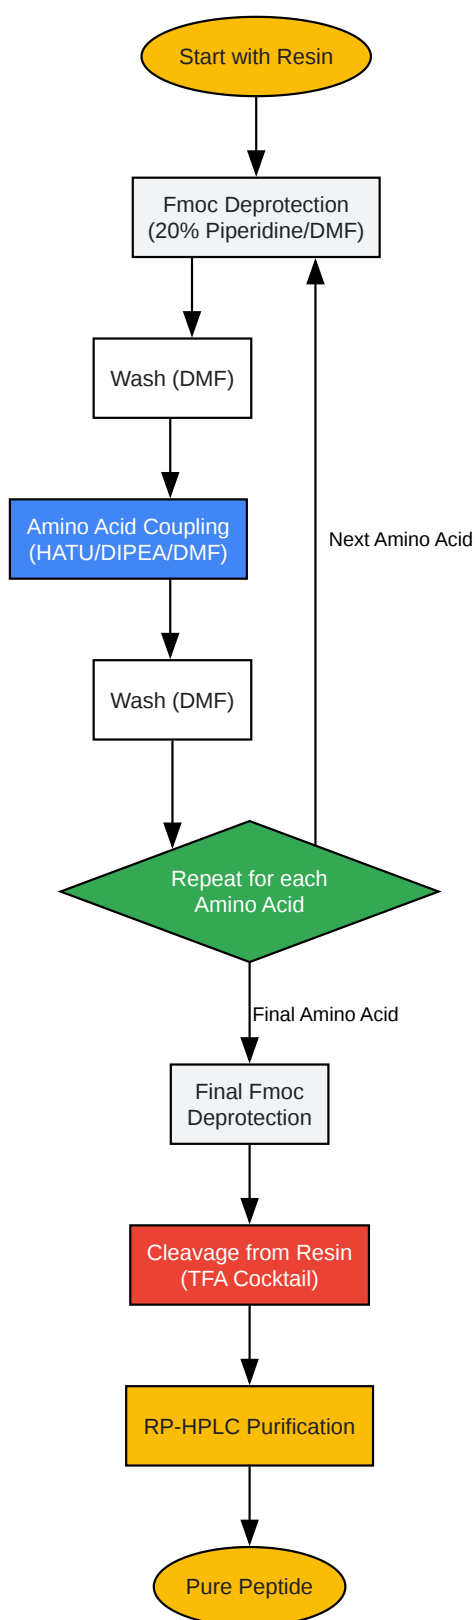 Start with Resin
Fmoc Deprotection
(20% Piperidine/DMF)
Wash (DMF)
Amino Acid Coupling
(HATU/DIPEA/DMF)
Next Amino Acid
Wash (DMF)
Repeat for each
Amino Acid
Final Amino Acid
Final Fmoc
Deprotection
Cleavage from Resin
(TFA Cocktail)
RP-HPLC Purification
Pure Peptide